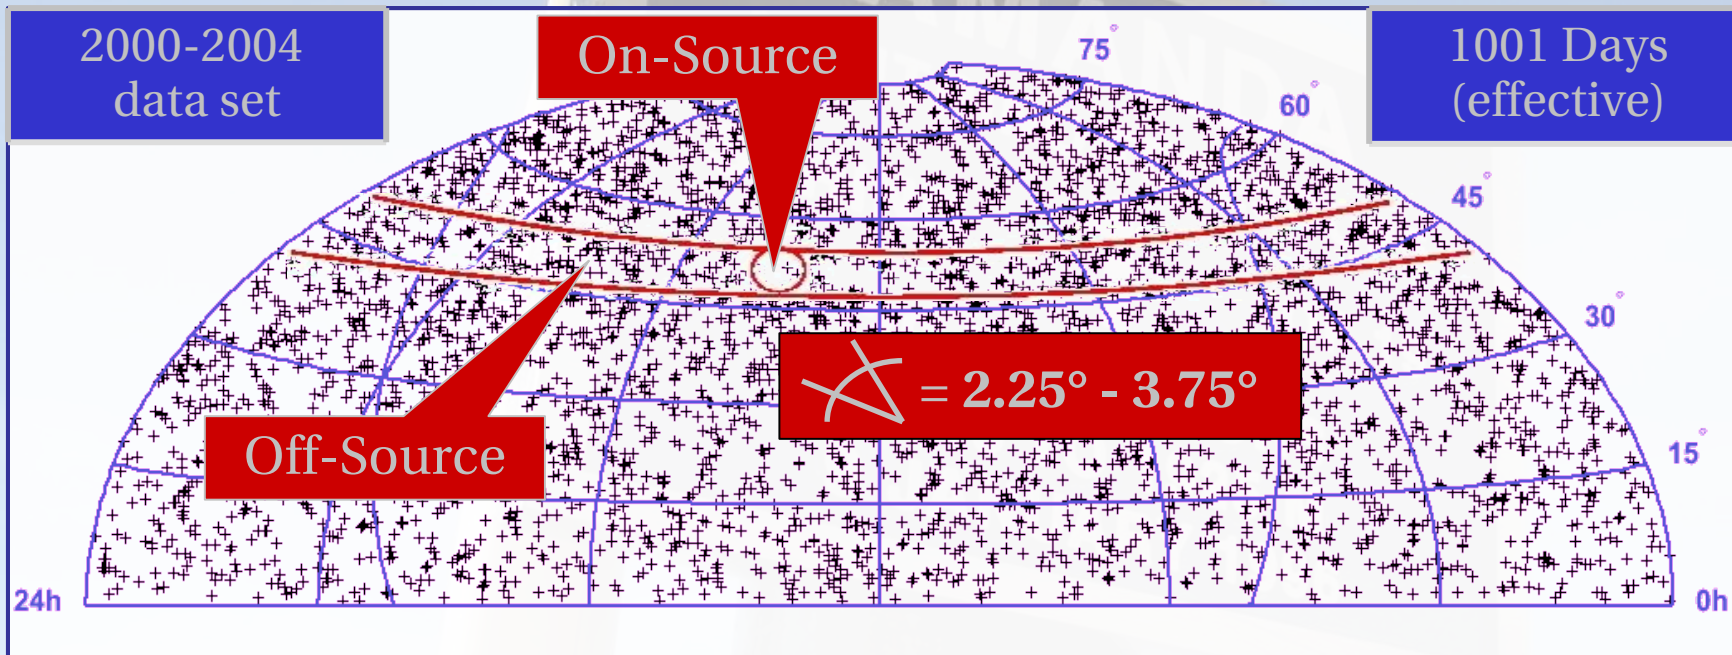 2000-2004
data set
On-Source
1001 Days
(effective)
75°
60°
45°
30°
15°
= 2.25° - 3.75°
Off-Source
24h
0h